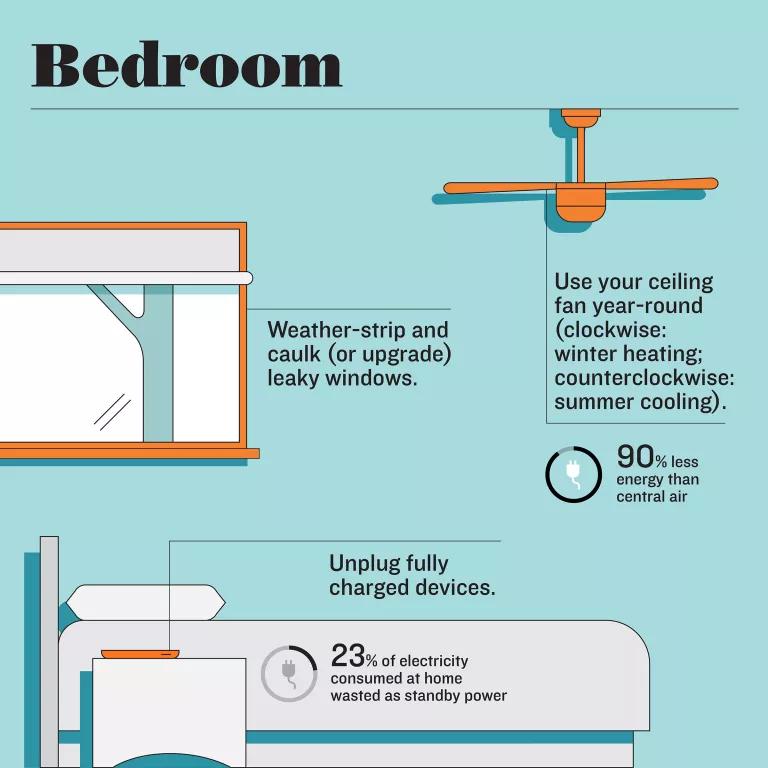 Bedroom
Use your ceiling
fan year-round
(clockwise:
winter heating;
counterclockwise:
summer cooling).
Weather-strip and
caulk (or upgrade)
leaky windows.
90% less
energy than
central air
Unplug fully
charged devices.
23% of electricity
consumed at home
wasted as standby power